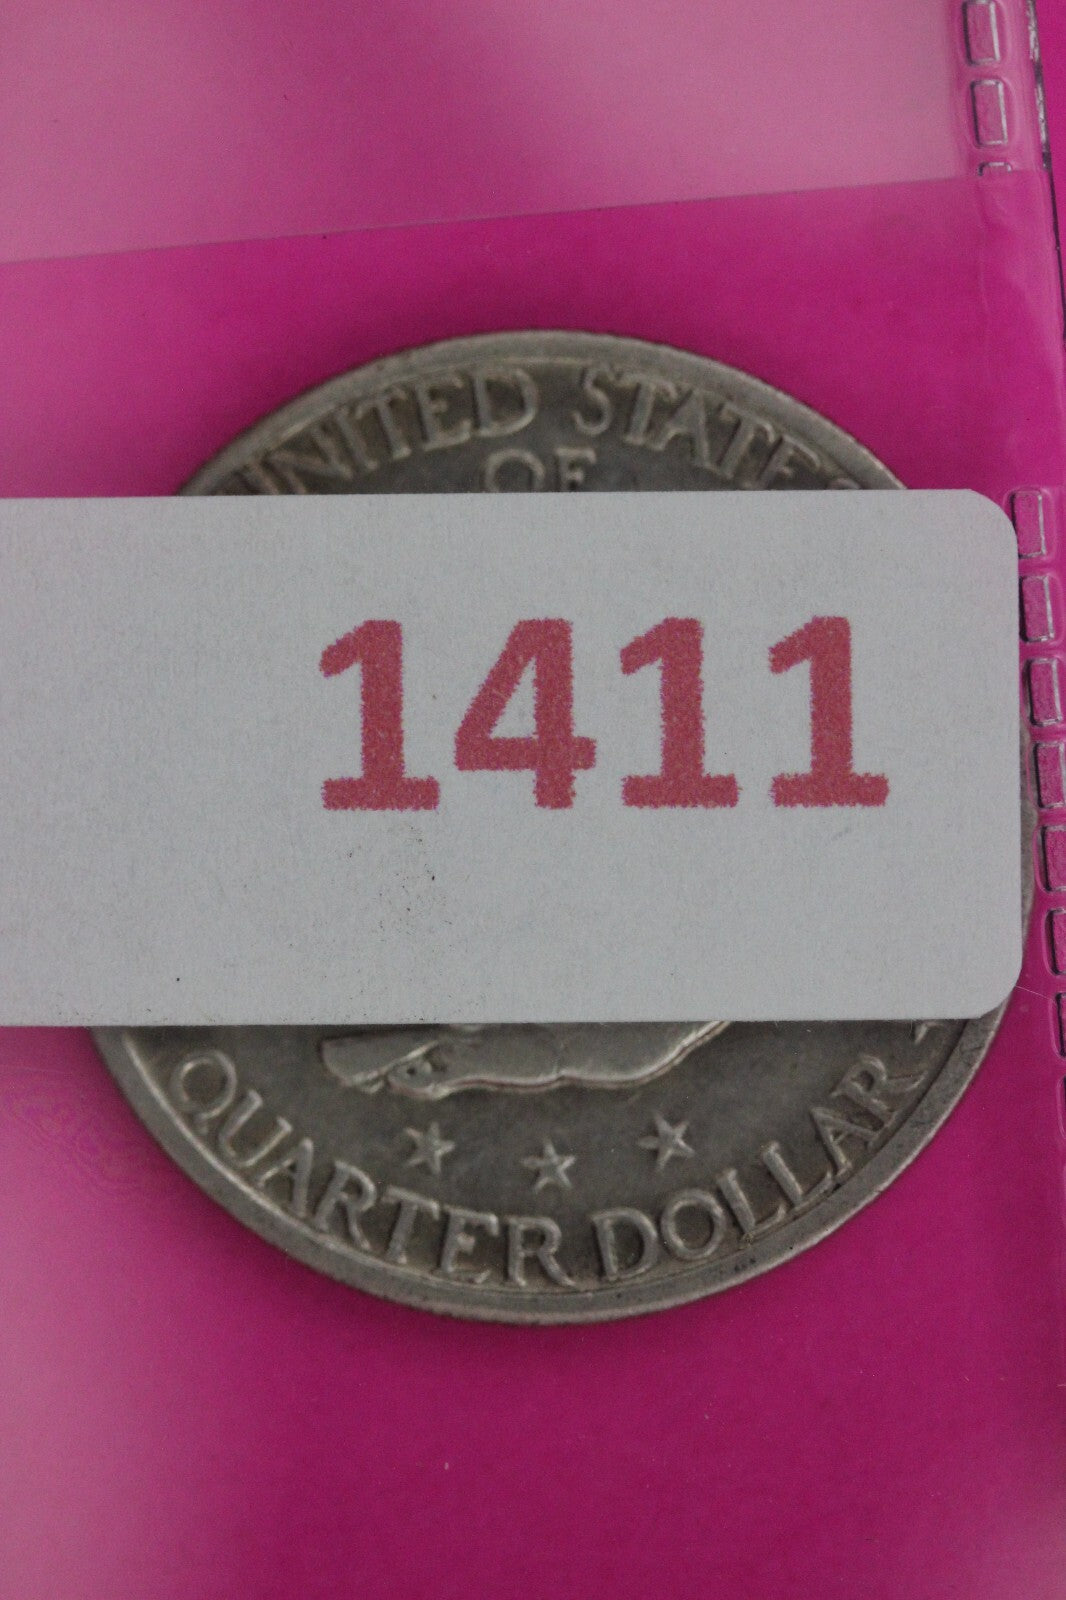 UNITED STATES
OF
1411
QUARTER DOLLAR